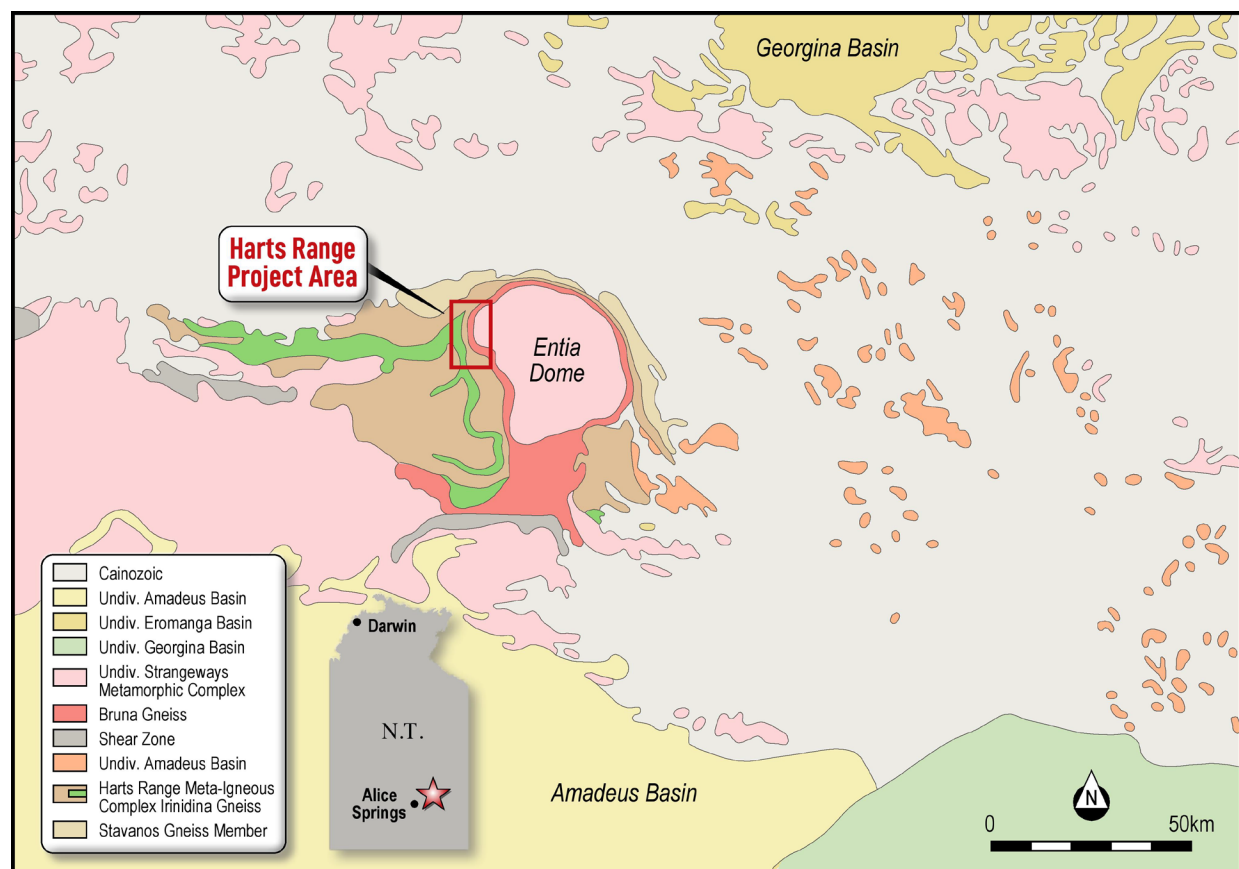 Georgina Basin
Harts Range
Project Area
Entia
Dome
Cainozoic
Undiv. Amadeus Basin
Undiv. Eromanga Basin
Undiv. Georgina Basin
Undiv. Strangeways
Metamorphic Complex
Bruna Gneiss
Shear Zone
Undiv. Amadeus Basin
Harts Range Meta-Igneous
Complex Irinidina Gneiss
Stavanos Gneiss Member
Darwin
N.T.
Alice
Springs
Amadeus Basin
N
0 50km